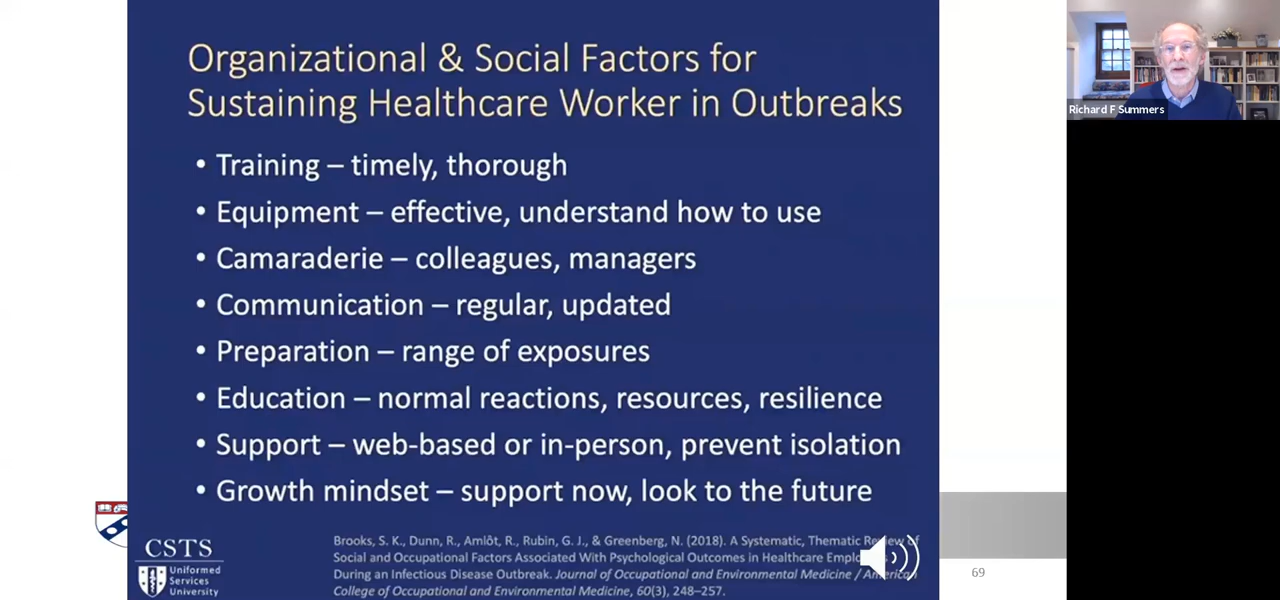 Organizational & Social Factors for
Sustaining Healthcare Worker in Outbreaks
• Training – timely, thorough
• Equipment – effective, understand how to use
• Camaraderie – colleagues, managers
• Communication – regular, updated
• Preparation – range of exposures
• Education – normal reactions, resources, resilience
• Support – web-based or in-person, prevent isolation
• Growth mindset – support now, look to the future
CSTS
Uniformed
Services
University
Brooks, S. K., Dunn, R., Amlôt, R., Rubin, G. J., & Greenberg, N. (2018). A Systematic, Thematic Review of
Social and Occupational Factors Associated With Psychological Outcomes in Healthcare
During an Infectious Disease Outbreak. Journal of Occupational and Environmental Medicine / American
College of Occupational and Environmental Medicine, 60(3), 248–257.
69
Richard F Summers